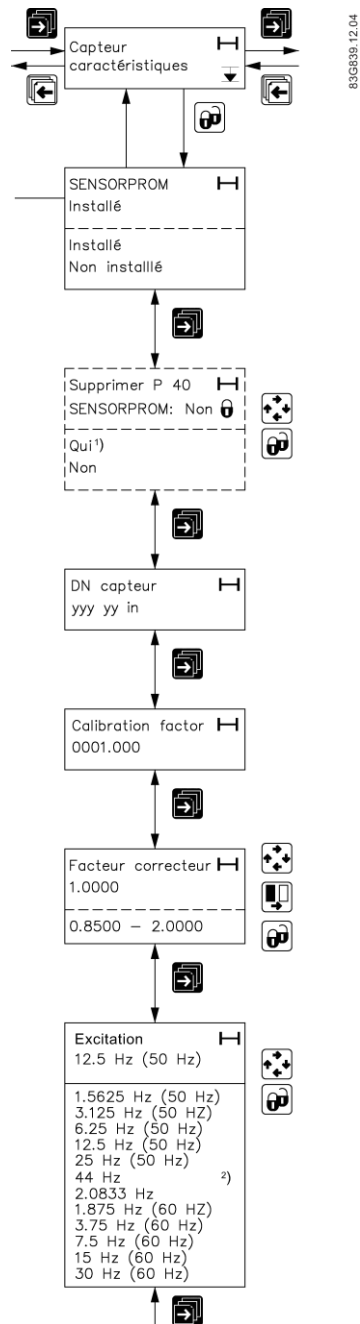 83G839.12.04
Capteur
caractéristiques
SENSORPROM
Installé
Installé
Non installlé
Supprimer P 40
SENSORPROM: Non
Qui¹)
Non
DN capteur
yyy yy in
Calibration factor
0001.000
Facteur correcteur
1.0000
0.8500 – 2.0000
Excitation
12.5 Hz (50 Hz)
1.5625 Hz (50 Hz)
3.125 Hz (50 HZ)
6.25 Hz (50 Hz)
12.5 Hz (50 Hz)
25 Hz (50 Hz)
44 Hz ²)
2.0833 Hz
1.875 Hz (60 HZ)
3.75 Hz (60 Hz)
7.5 Hz (60 Hz)
15 Hz (60 Hz)
30 Hz (60 Hz)